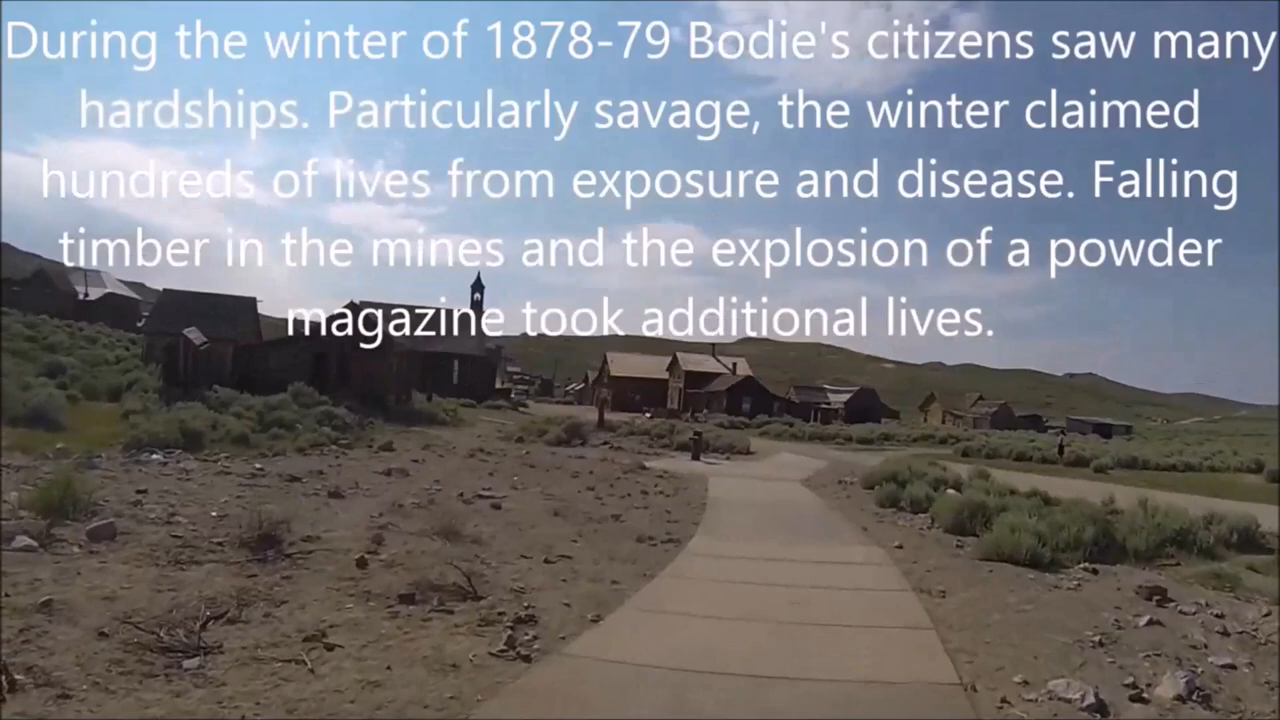 During the winter of 1878-79 Bodie's citizens saw many
hardships. Particularly savage, the winter claimed
hundreds of lives from exposure and disease. Falling
timber in the mines and the explosion of a powder
magazine took additional lives.